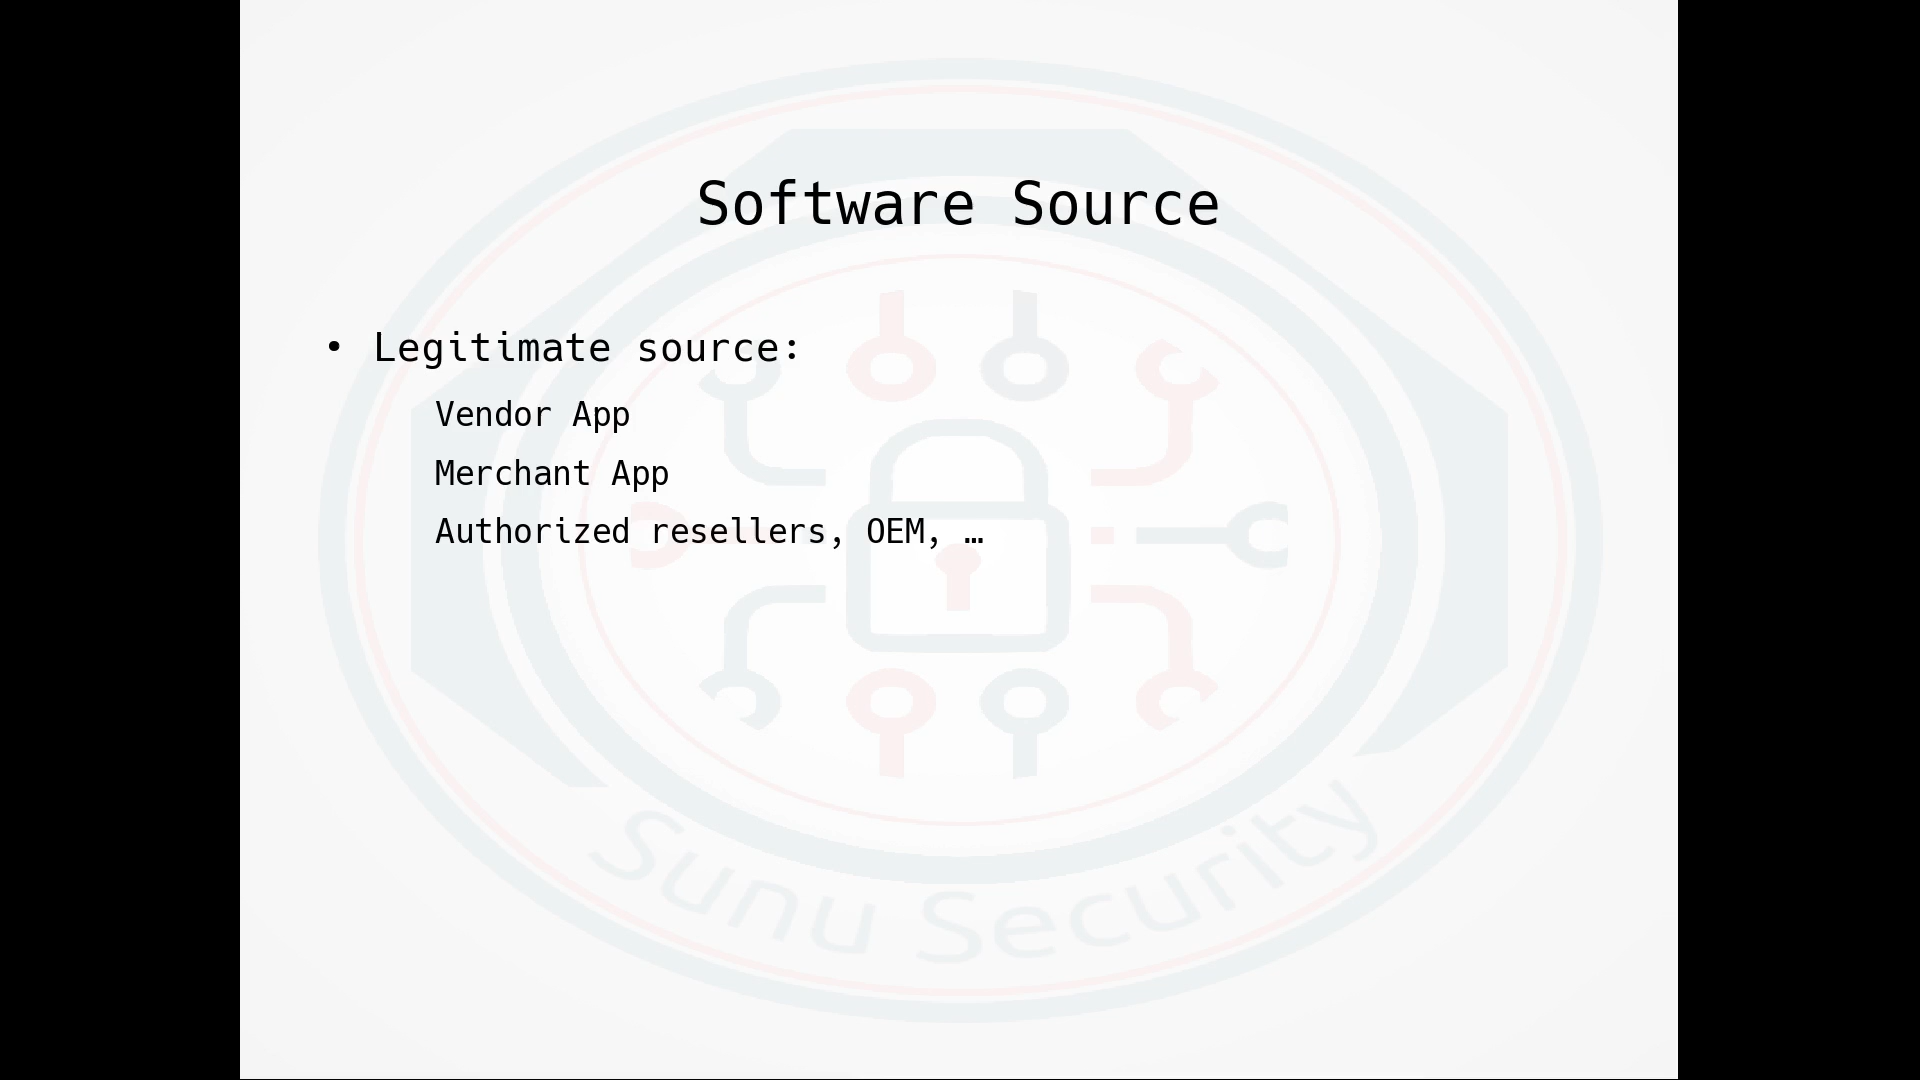 Software Source
• Legitimate source:
Vendor App
Merchant App
Authorized resellers, OEM, …
Sunu Security